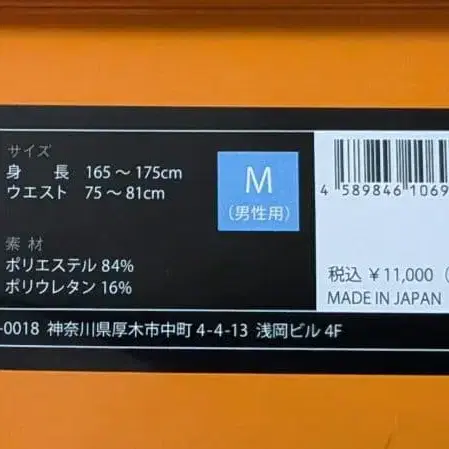 サイズ
身　長　165～175cm
ウエスト　75～81cm
M
（男性用）
素 材
ポリエステル 84%
ポリウレタン 16%
4 589846 1069
税込 ￥11,000（
MADE IN JAPAN
-0018 神奈川県厚木市中町 4-4-13 浅岡ビル 4F